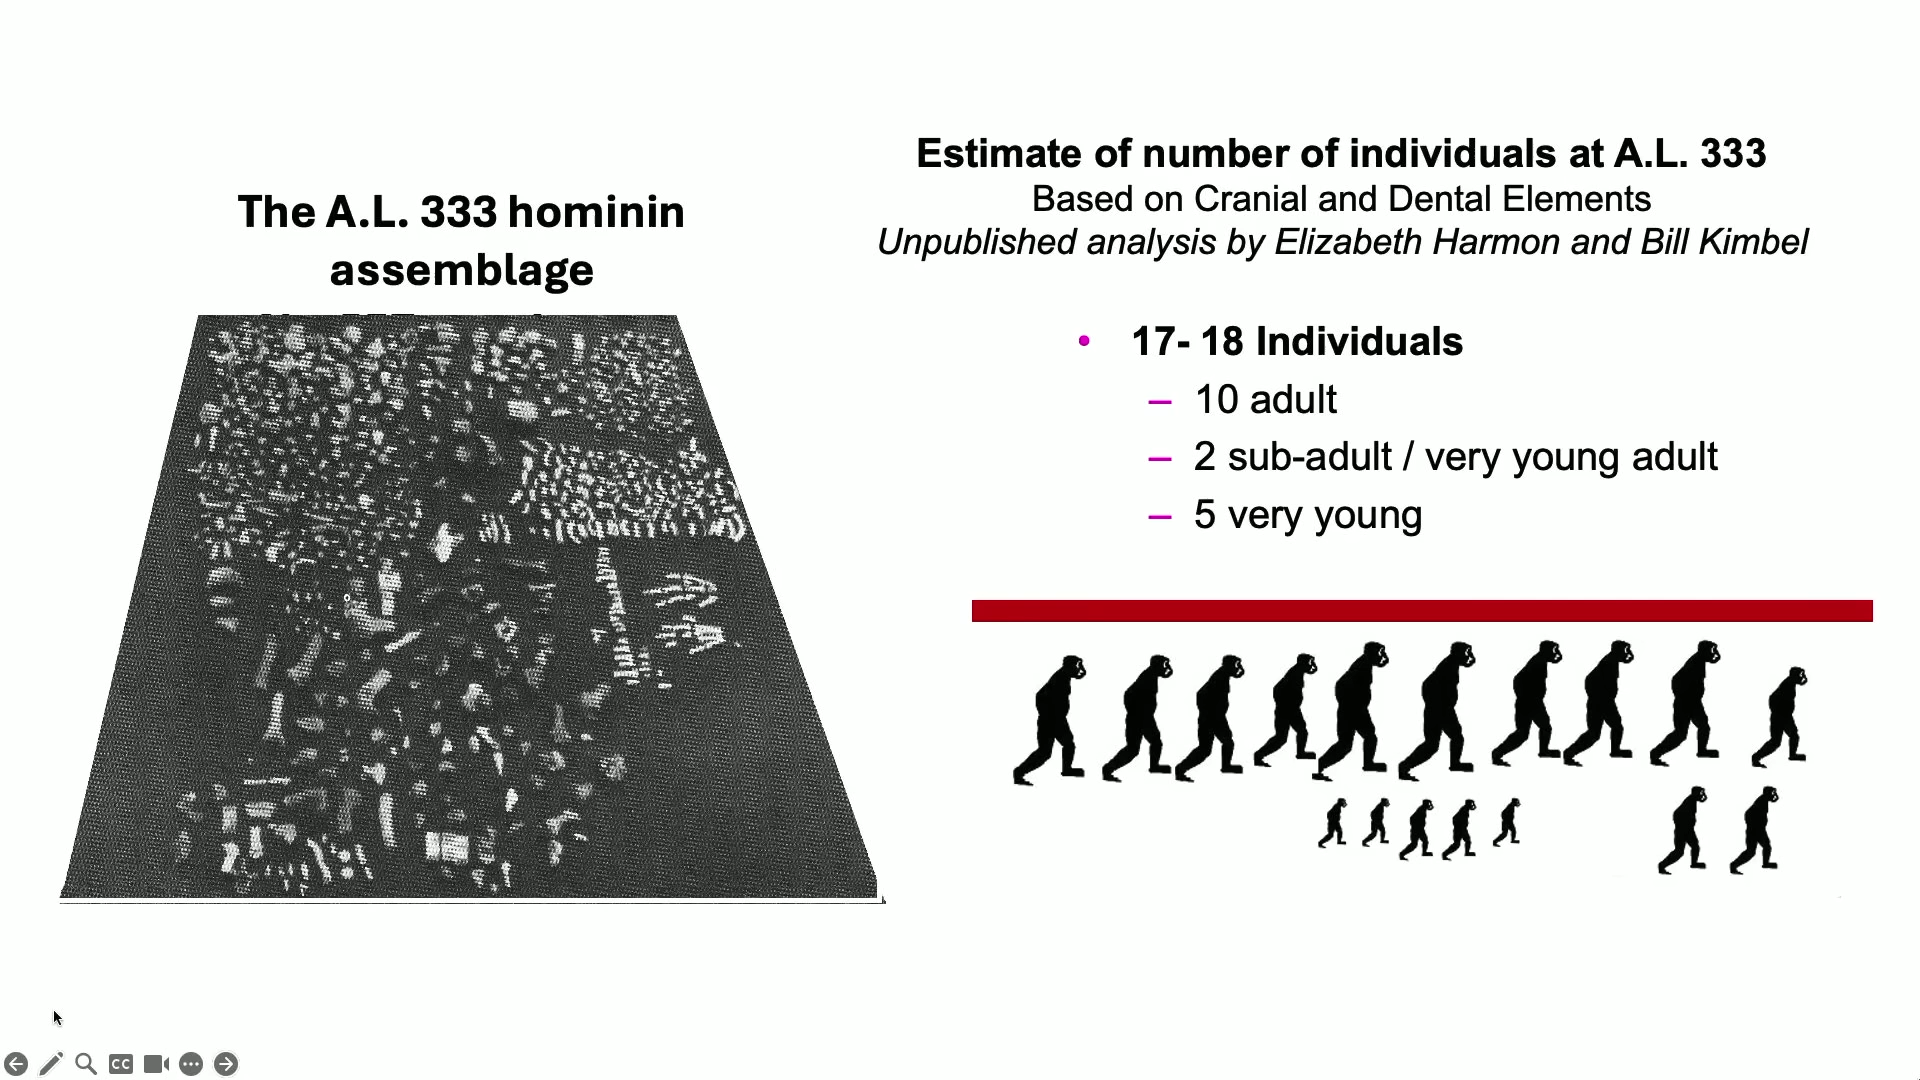 The A.L. 333 hominin
assemblage
Estimate of number of individuals at A.L. 333
Based on Cranial and Dental Elements
Unpublished analysis by Elizabeth Harmon and Bill Kimbel
• 17- 18 Individuals
– 10 adult
– 2 sub-adult / very young adult
– 5 very young
CC